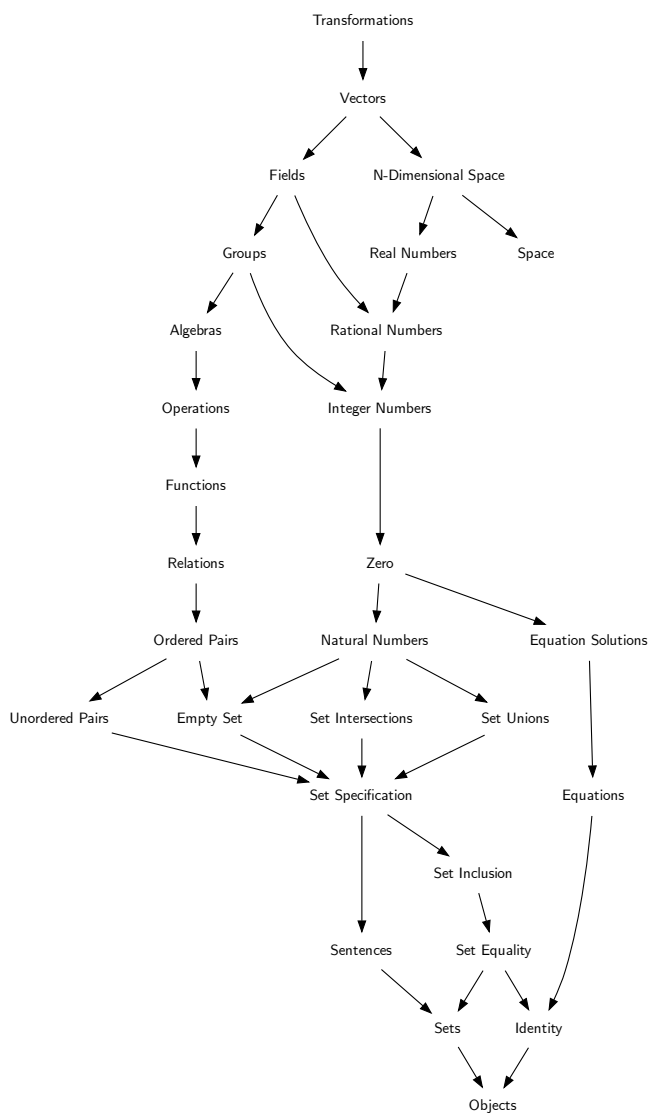 Transformations
Vectors
Fields
N-Dimensional Space
Groups
Real Numbers
Space
Algebras
Rational Numbers
Operations
Integer Numbers
Functions
Relations
Zero
Ordered Pairs
Natural Numbers
Equation Solutions
Unordered Pairs
Empty Set
Set Intersections
Set Unions
Set Specification
Equations
Set Inclusion
Sentences
Set Equality
Sets
Identity
Objects